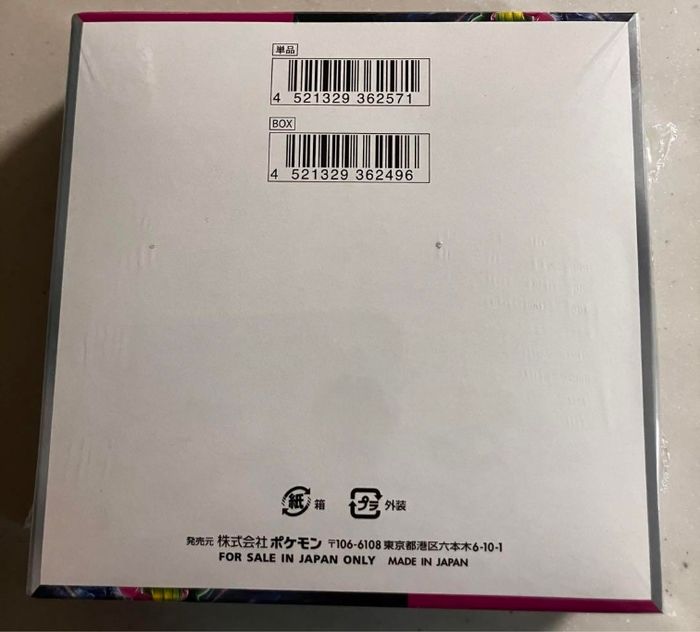 単品
4 521329 362571
BOX
4 521329 362496
紙 箱 プラ 外装
発売元 株式会社 ポケモン 〒106-6108 東京都港区六本木6-10-1
FOR SALE IN JAPAN ONLY MADE IN JAPAN